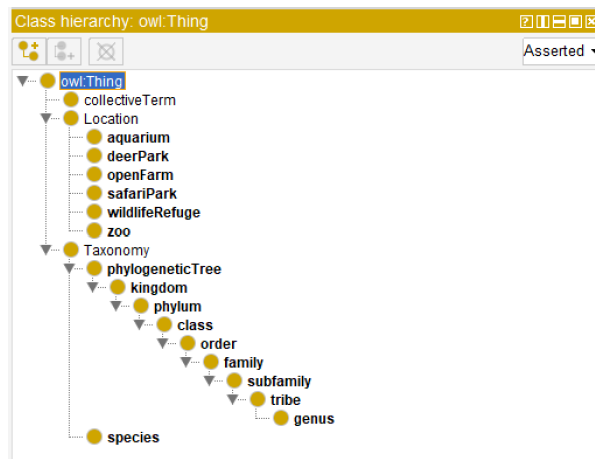 Class hierarchy: owl:Thing
Asserted
owl:Thing
collectiveTerm
Location
aquarium
deerPark
openFarm
safariPark
wildlifeRefuge
zoo
Taxonomy
phylogeneticTree
kingdom
phylum
class
order
family
subfamily
tribe
genus
species